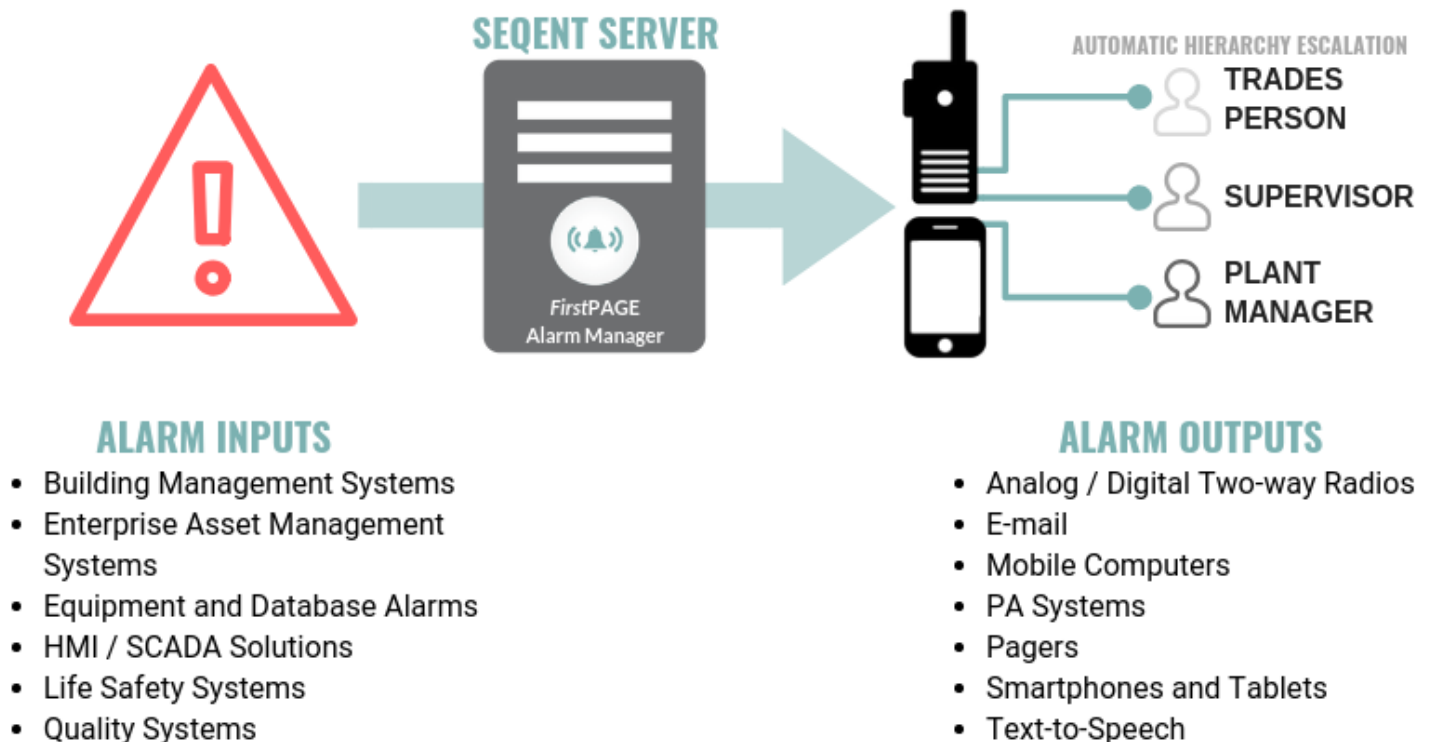 SEQENT SERVER
AUTOMATIC HIERARCHY ESCALATION
TRADES
PERSON
SUPERVISOR
PLANT
MANAGER
FirstPAGE
Alarm Manager
ALARM INPUTS
• Building Management Systems
• Enterprise Asset Management
Systems
• Equipment and Database Alarms
• HMI / SCADA Solutions
• Life Safety Systems
• Quality Systems
ALARM OUTPUTS
• Analog / Digital Two-way Radios
• E-mail
• Mobile Computers
• PA Systems
• Pagers
• Smartphones and Tablets
• Text-to-Speech